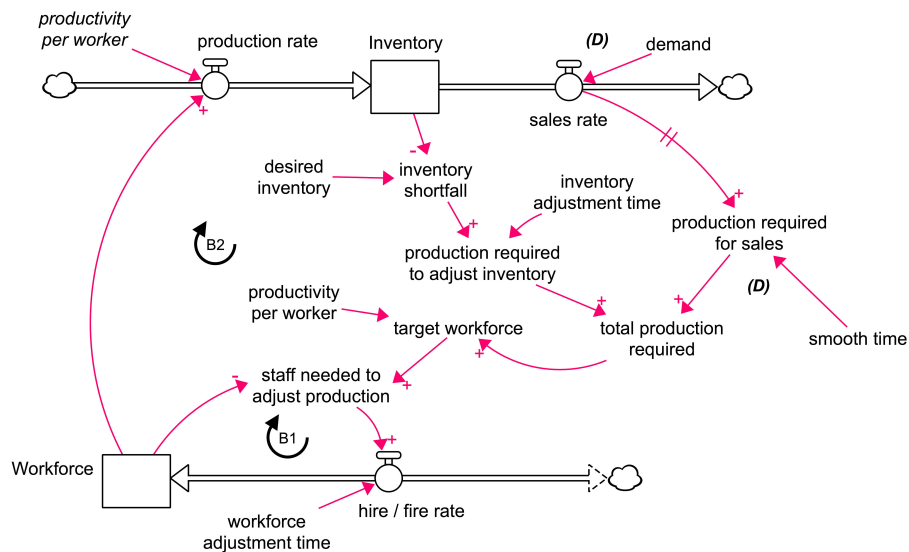 productivity
per worker
production rate
Inventory
(D)
demand
+
sales rate
-
desired
inventory
inventory
shortfall
inventory
adjustment time
+
+
production required
for sales
B2
production required
to adjust inventory
(D)
productivity
per worker
+
+
target workforce
total production
required
smooth time
+
-
staff needed to
adjust production
+
B1
+
Workforce
hire / fire rate
workforce
adjustment time